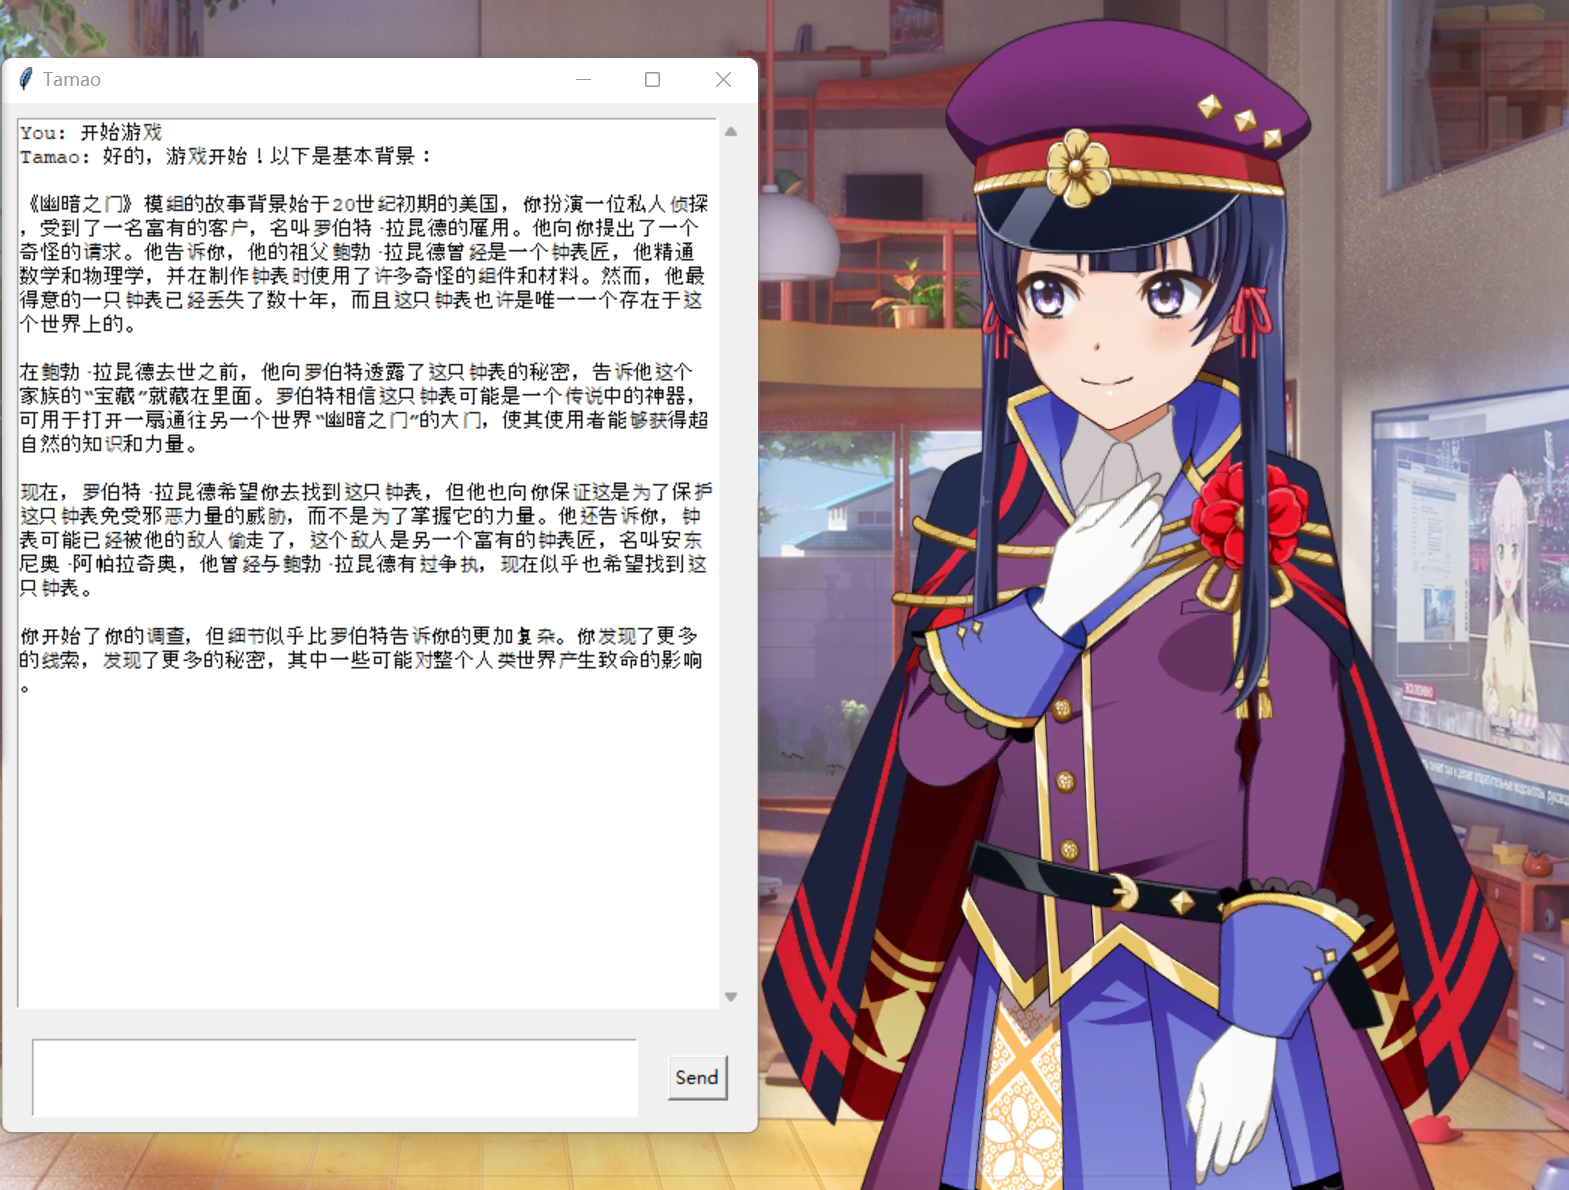 Tamao
You: 开始游戏
Tamao: 好的，游戏开始！以下是基本背景：
《幽暗之门》模组的故事背景始于20世纪初期的美国，你扮演一位私人侦探
，受到了一名富有的客户，名叫罗伯特·拉昆德的雇用。他向你提出了一个
奇怪的请求。他告诉你，他的祖父鲍勃·拉昆德曾经是一个钟表匠，他精通
数学和物理学，并在制作钟表时使用了许多奇怪的组件和材料。然而，他最
得意的一只钟表已经丢失了数十年，而且这只钟表也许是唯一一个存在于这
个世界上的。
在鲍勃·拉昆德去世之前，他向罗伯特透露了这只钟表的秘密，告诉他这个
家族的“宝藏”就藏在里面。罗伯特相信这只钟表可能是一个传说中的神器，
可用于打开一扇通往另一个世界“幽暗之门”的大门，使其使用者能够获得超
自然的知识和力量。
现在，罗伯特·拉昆德希望你去找到这只钟表，但他也向你保证这是为了保护
这只钟表免受邪恶力量的威胁，而不是为了掌握它的力量。他还告诉你，钟
表可能已经被他的敌人偷走了，这个敌人是另一个富有的钟表匠，名叫安东
尼奥·阿帕拉奇奥，他曾经与鲍勃·拉昆德有过争执，现在似乎也希望找到这
只钟表。
你开始了你的调查，但细节似乎比罗伯特告诉你的更加复杂。你发现了更多
的线索，发现了更多的秘密，其中一些可能对整个人类世界产生致命的影响
。
Send